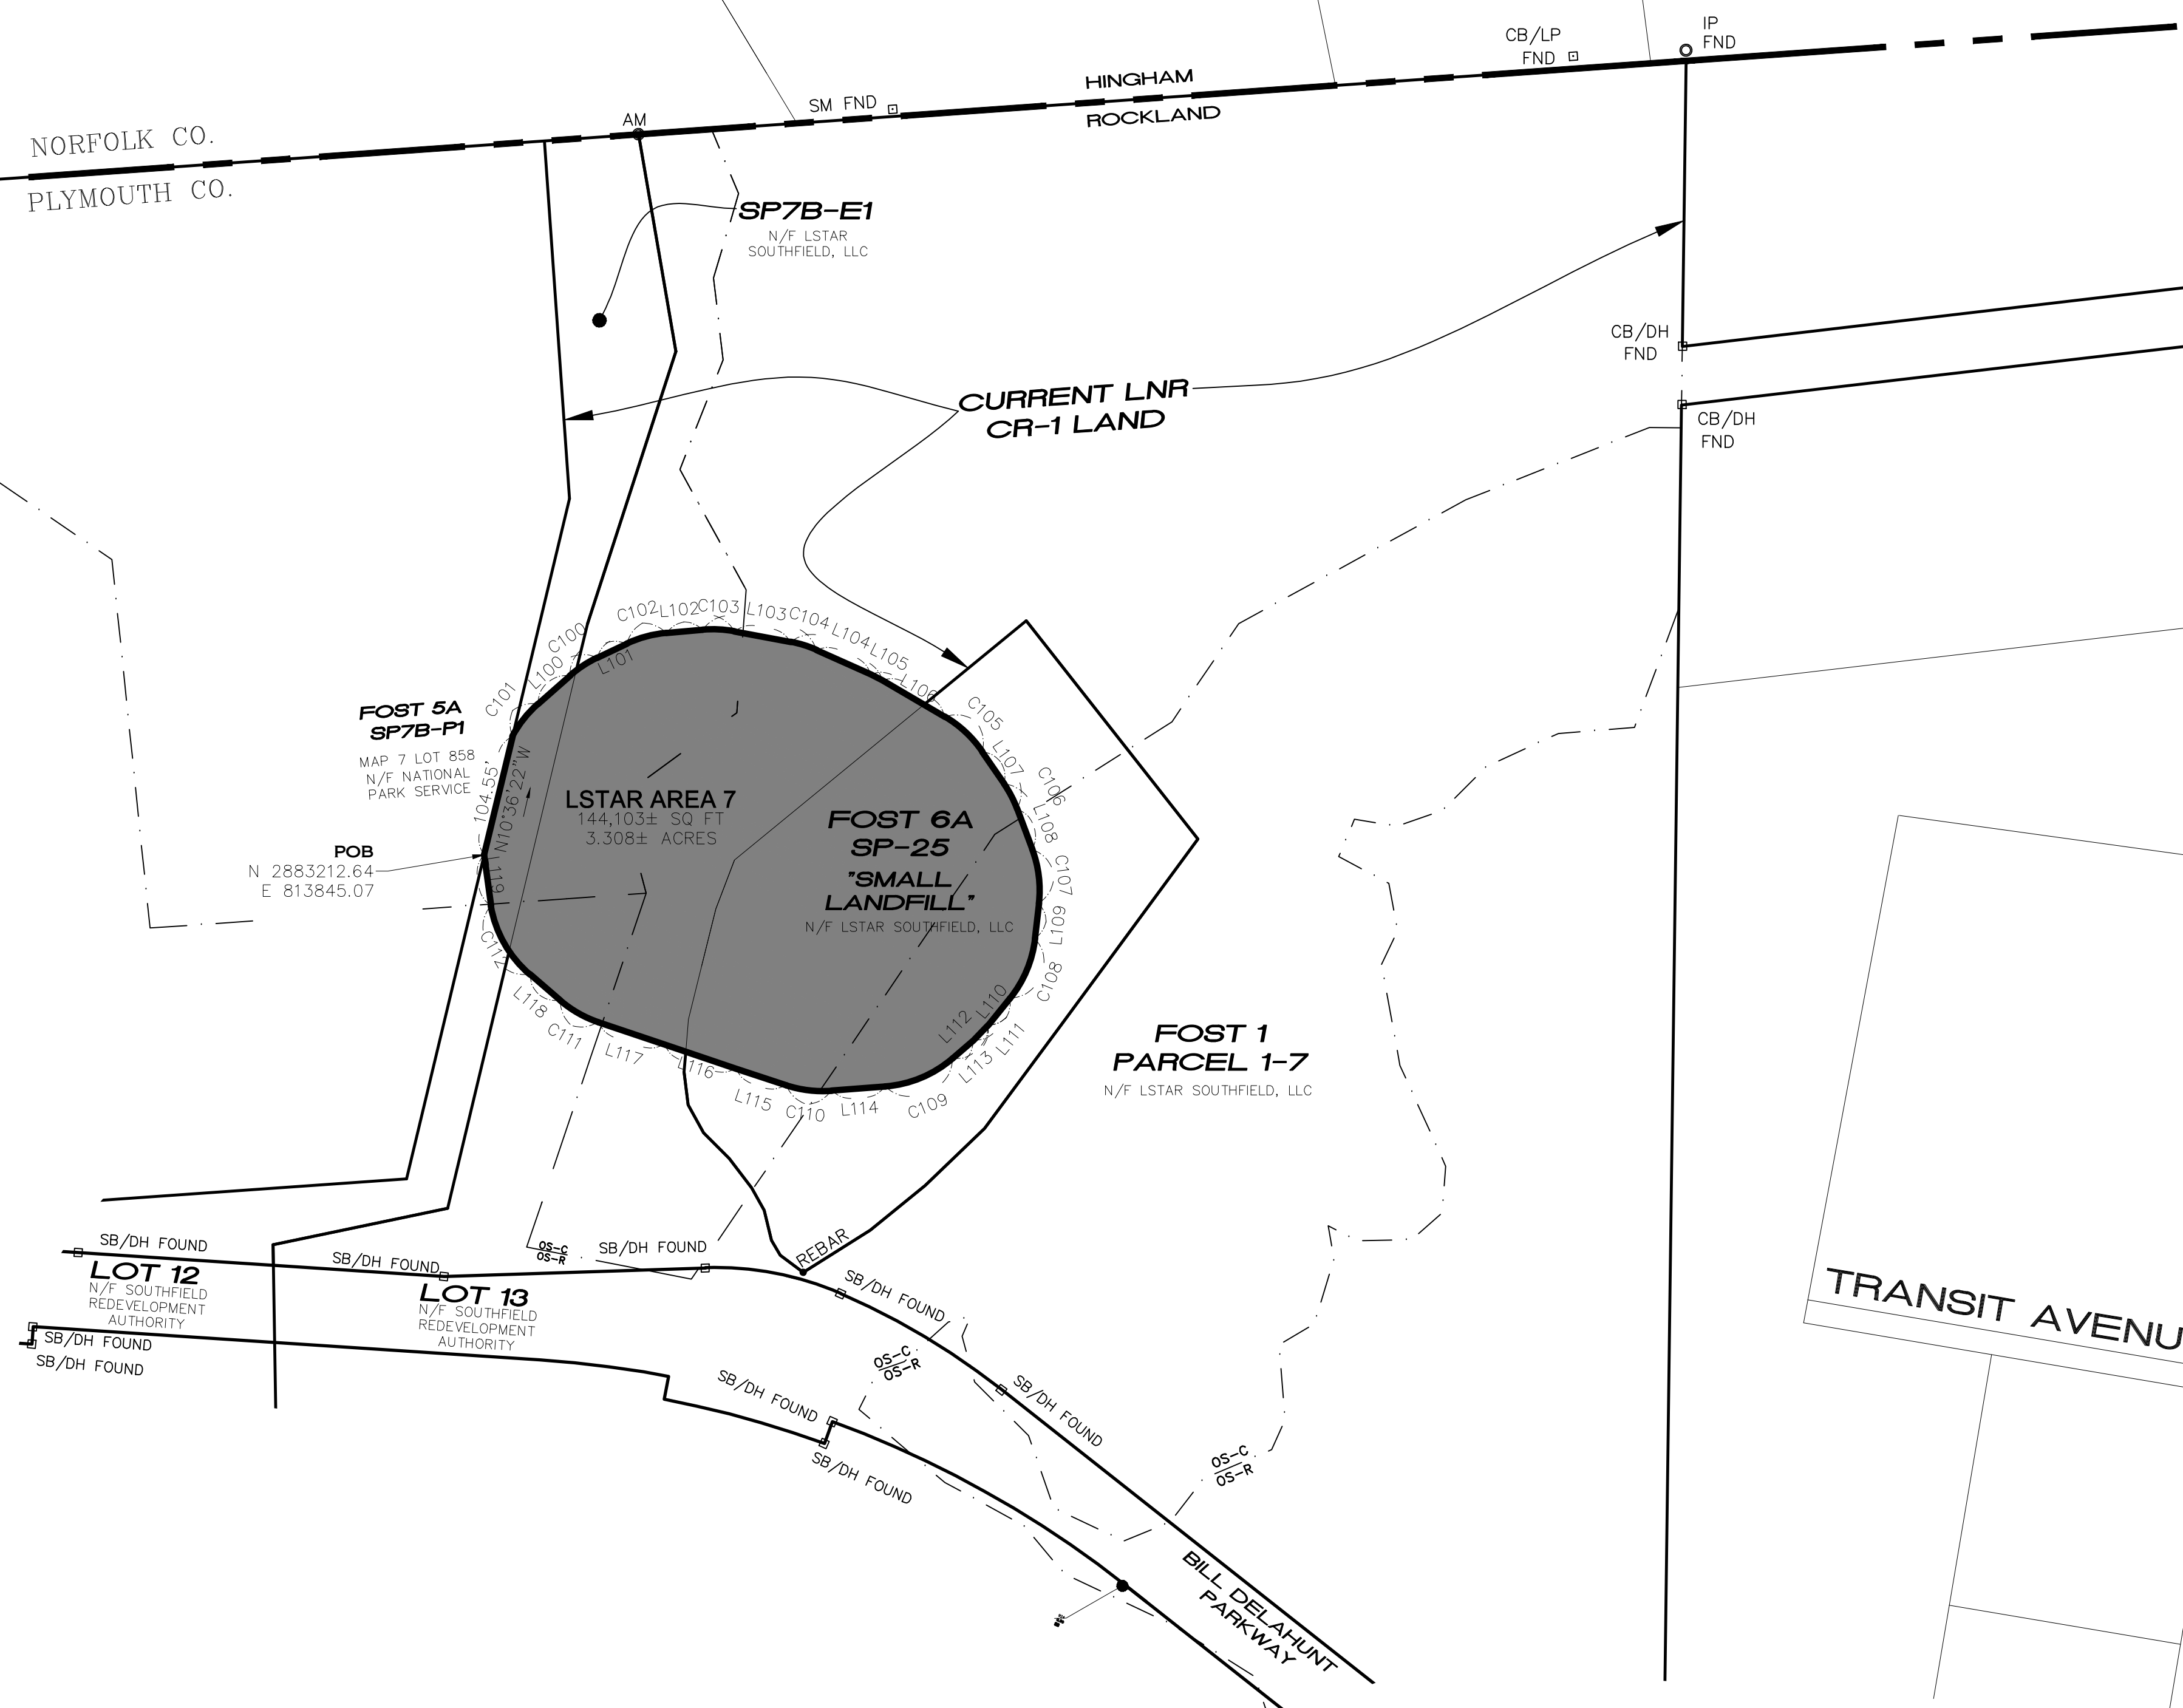 NORFOLK CO.
PLYMOUTH CO.
AM
SM FND
HINGHAM
ROCKLAND
CB/LP
FND
IP
FND
SP7B-E1
N/F LSTAR
SOUTHFIELD, LLC
CB/DH
FND
CB/DH
FND
CURRENT LNR
CR-1 LAND
C102
L102
C103
L103
C104
L104
L105
L106
C100
L101
L100
C101
C105
L107
C106
L108
C107
L109
C108
FOST 5A
SP7B-P1
MAP 7 LOT 858
N/F NATIONAL
PARK SERVICE
104.55'
N10°36'22"W
LSTAR AREA 7
144,103± SQ FT
3.308± ACRES
FOST 6A
SP-25
"SMALL
LANDFILL"
N/F LSTAR SOUTHFIELD, LLC
POB
N 2883212.64
E 813845.07
L119
C112
L118
C111
L117
L116
L115
C110
L114
C109
L113
L111
L112
L110
FOST 1
PARCEL 1-7
N/F LSTAR SOUTHFIELD, LLC
REBAR
SB/DH FOUND
SB/DH FOUND
SB/DH FOUND
OS-C
OS-R
LOT 12
N/F SOUTHFIELD
REDEVELOPMENT
AUTHORITY
LOT 13
N/F SOUTHFIELD
REDEVELOPMENT
AUTHORITY
SB/DH FOUND
SB/DH FOUND
SB/DH FOUND
OS-C
OS-R
SB/DH FOUND
SB/DH FOUND
SB/DH FOUND
OS-C
OS-R
TRANSIT AVENU
BILL DELAHUNT
PARKWAY